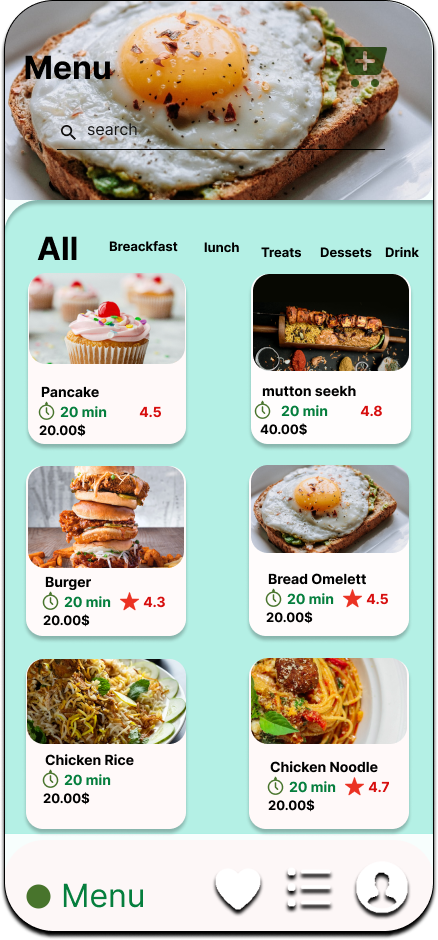 Menu
search
All Breackfast lunch Treats Dessets Drink
Pancake
20 min 4.5
20.00$
mutton seekh
20 min 4.8
40.00$
Burger
20 min 4.3
20.00$
Bread Omelett
20 min 4.5
20.00$
Chicken Rice
20 min
20.00$
Chicken Noodle
20 min 4.7
20.00$
Menu